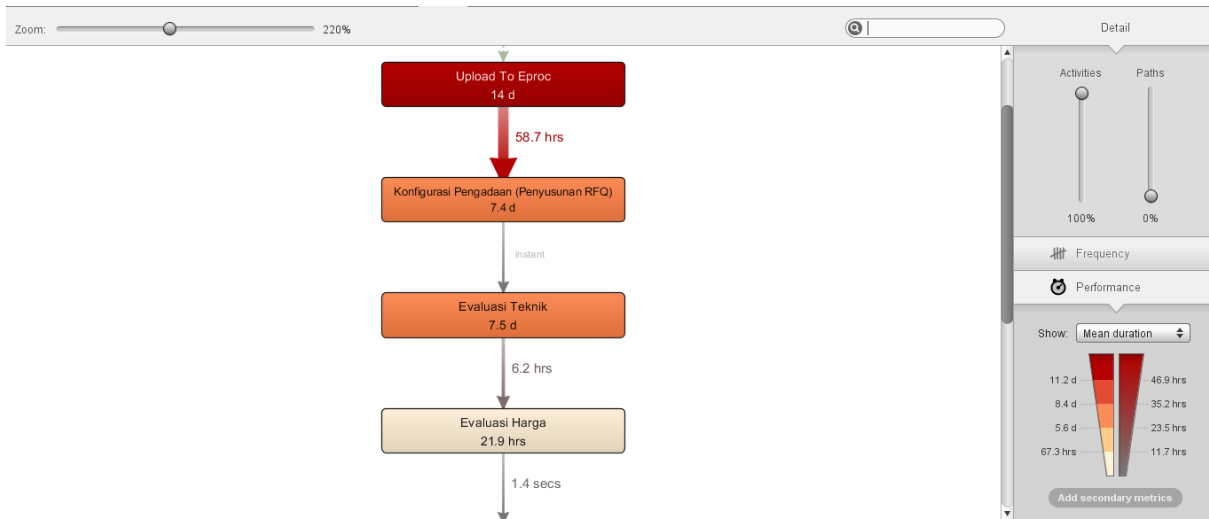 Zoom:
220%
Detail
Upload To Eproc
14 d
58.7 hrs
Konfigurasi Pengadaan (Penyusunan RFQ)
7.4 d
instant
Evaluasi Teknik
7.5 d
6.2 hrs
Evaluasi Harga
21.9 hrs
1.4 secs
Activities Paths
100% 0%
Frequency
Performance
Show: Mean duration
11.2 d 46.9 hrs
8.4 d 35.2 hrs
5.6 d 23.5 hrs
67.3 hrs 11.7 hrs
Add secondary metrics